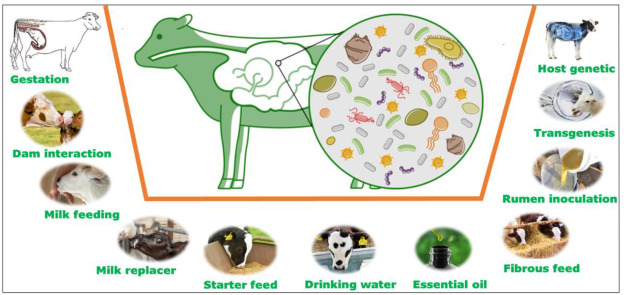 Gestation
Dam interaction
Milk feeding
Milk replacer
Starter feed
Drinking water
Essential oil
Fibrous feed
Rumen inoculation
Transgenesis
Host genetic